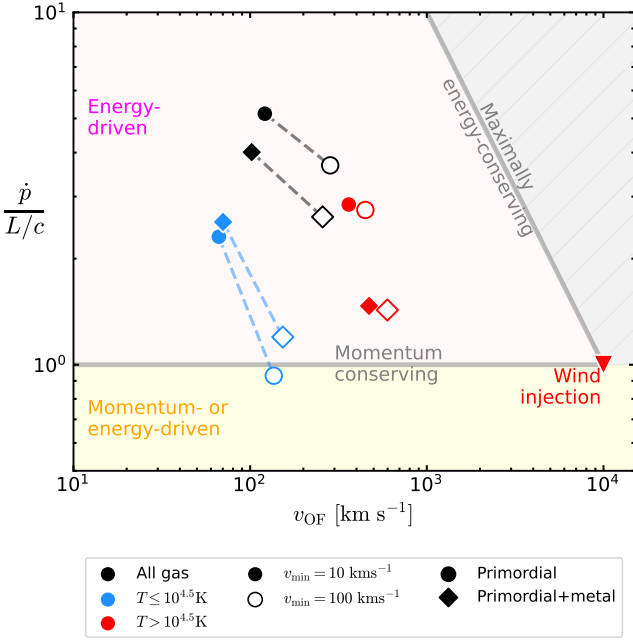 10¹
Energy-
driven
Maximally
energy-conserving
ṗ
L/c
10⁰
Momentum
conserving
Wind
injection
Momentum- or
energy-driven
10¹ 10² 10³ 10⁴
v_OF [km s⁻¹]
All gas v_min = 10 kms⁻¹ Primordial
T ≤ 10^4.5K v_min = 100 kms⁻¹ Primordial+metal
T > 10^4.5K